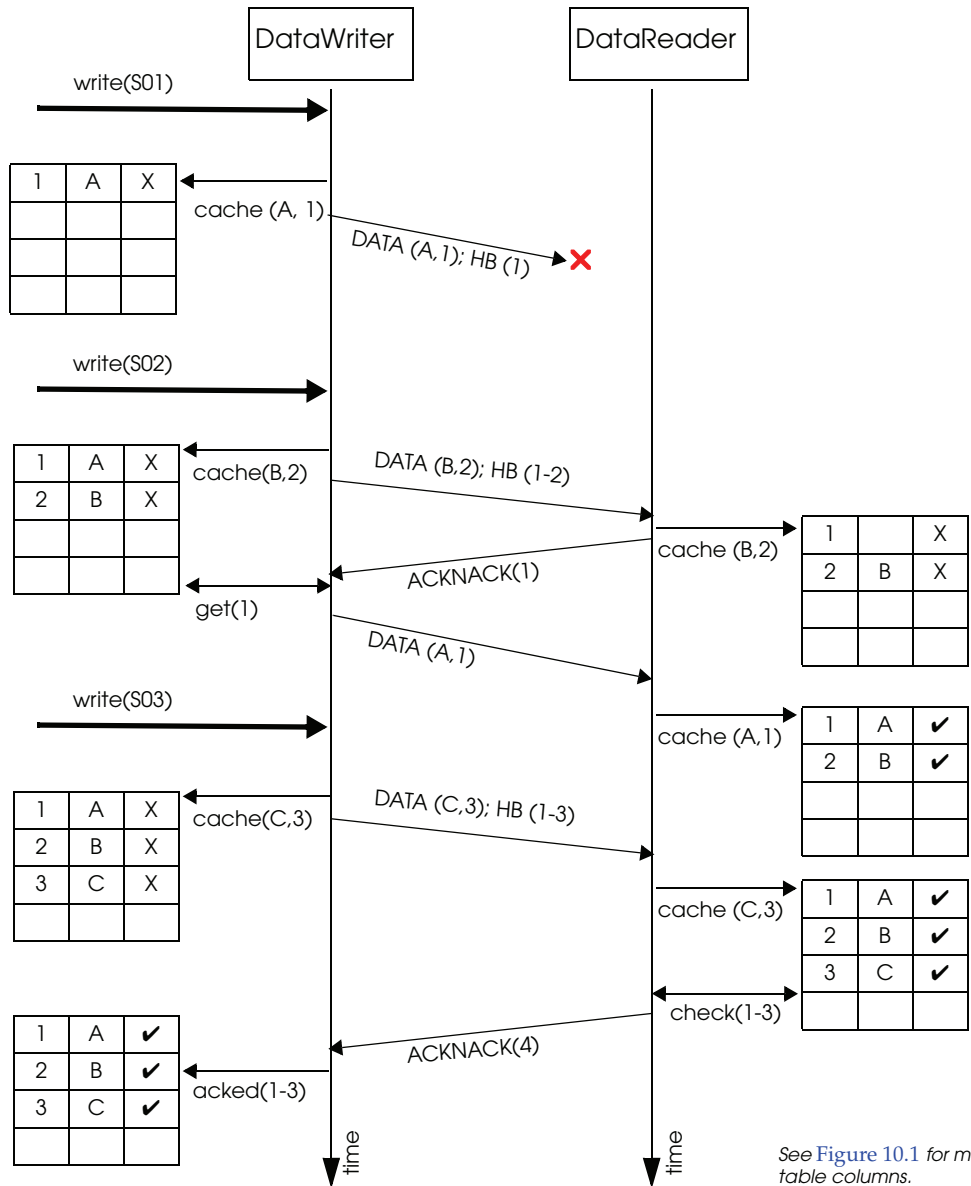 DataWriter
DataReader
write(S01)
1 A X
cache (A, 1)
DATA (A,1); HB (1)
write(S02)
1 A X
2 B X
cache(B,2)
DATA (B,2); HB (1-2)
cache (B,2)
1 X
2 B X
ACKNACK(1)
get(1)
DATA (A,1)
write(S03)
cache (A,1)
1 A ✔
2 B ✔
1 A X
2 B X
3 C X
cache(C,3)
DATA (C,3); HB (1-3)
cache (C,3)
1 A ✔
2 B ✔
3 C ✔
check(1-3)
ACKNACK(4)
1 A ✔
2 B ✔
3 C ✔
acked(1-3)
time
time
See Figure 10.1 for m
table columns.